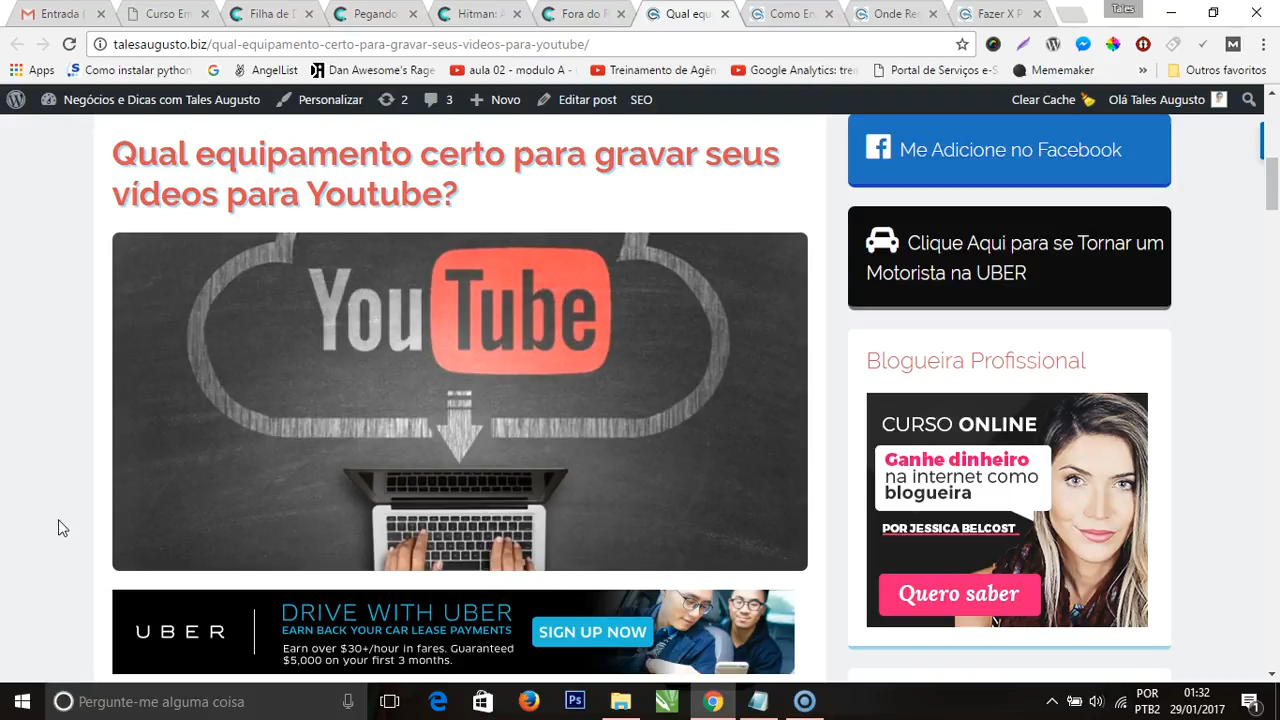 Entrada (
Curso Em
Filha de D
Pegando
Hitman: A
Fora do R
Qual equ
Como En
Onde Res
Fazer X P
Tales
talesaugusto.biz/qual-equipamento-certo-para-gravar-seus-videos-para-youtube/
Apps
Como instalar python
AngelList
Dan Awesome's Rage
aula 02 - modulo A -
Treinamento de Agên
Google Analytics: trei
Portal de Serviços e-S
Mememaker
»
Outros favoritos
Negócios e Dicas com Tales Augusto
Personalizar
2
3
Novo
Editar post
SEO
Clear Cache
Olá Tales Augusto
Qual equipamento certo para gravar seus
vídeos para Youtube?
YouTube
UBER
DRIVE WITH UBER
EARN BACK YOUR CAR LEASE PAYMENTS
Earn over $30+/hour in fares. Guaranteed
$5,000 on your first 3 months.
SIGN UP NOW
Me Adicione no Facebook
Clique Aqui para se Tornar um
Motorista na UBER
Blogueira Profissional
CURSO ONLINE
Ganhe dinheiro
na internet como
blogueira
POR JESSICA BELCOST
Quero saber
Pergunte-me alguma coisa
Ps
POR
PTB2
01:32
29/01/2017
1